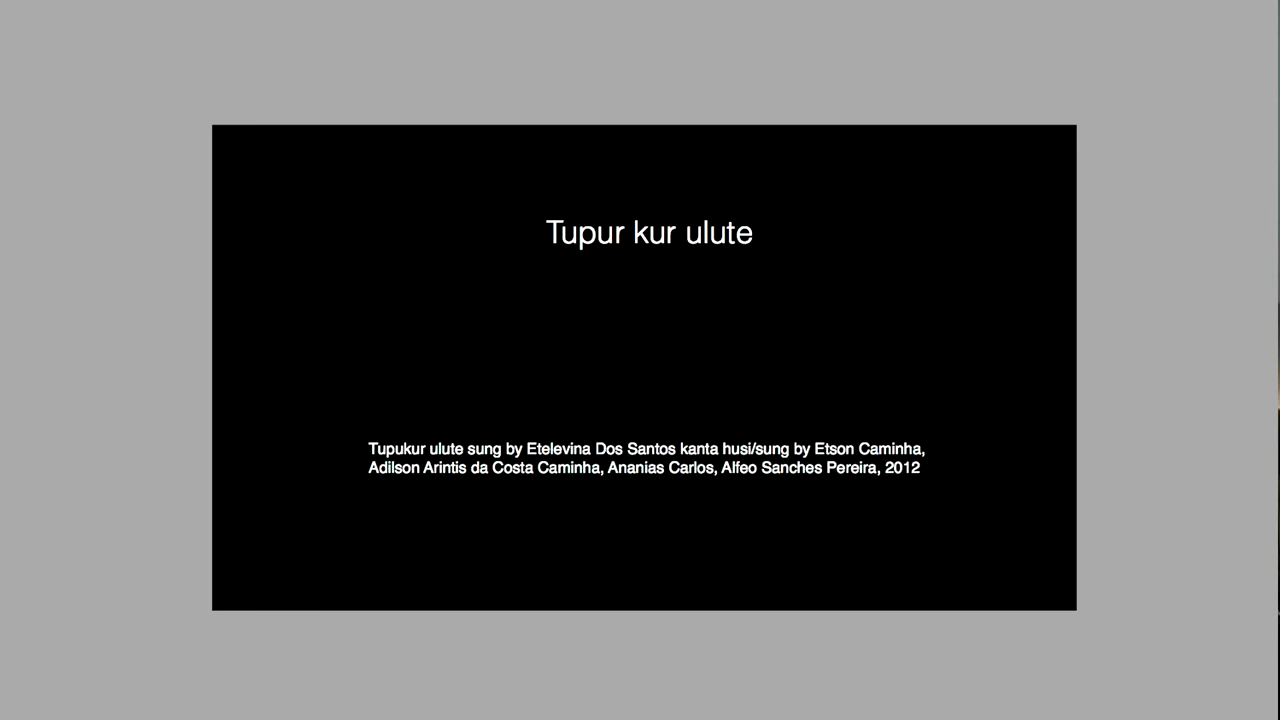 Tupur kur ulute
Tupukur ulute sung by Etelevina Dos Santos kanta husi/sung by Etson Caminha,
Adilson Arintis da Costa Caminha, Ananias Carlos, Alfeo Sanches Pereira, 2012